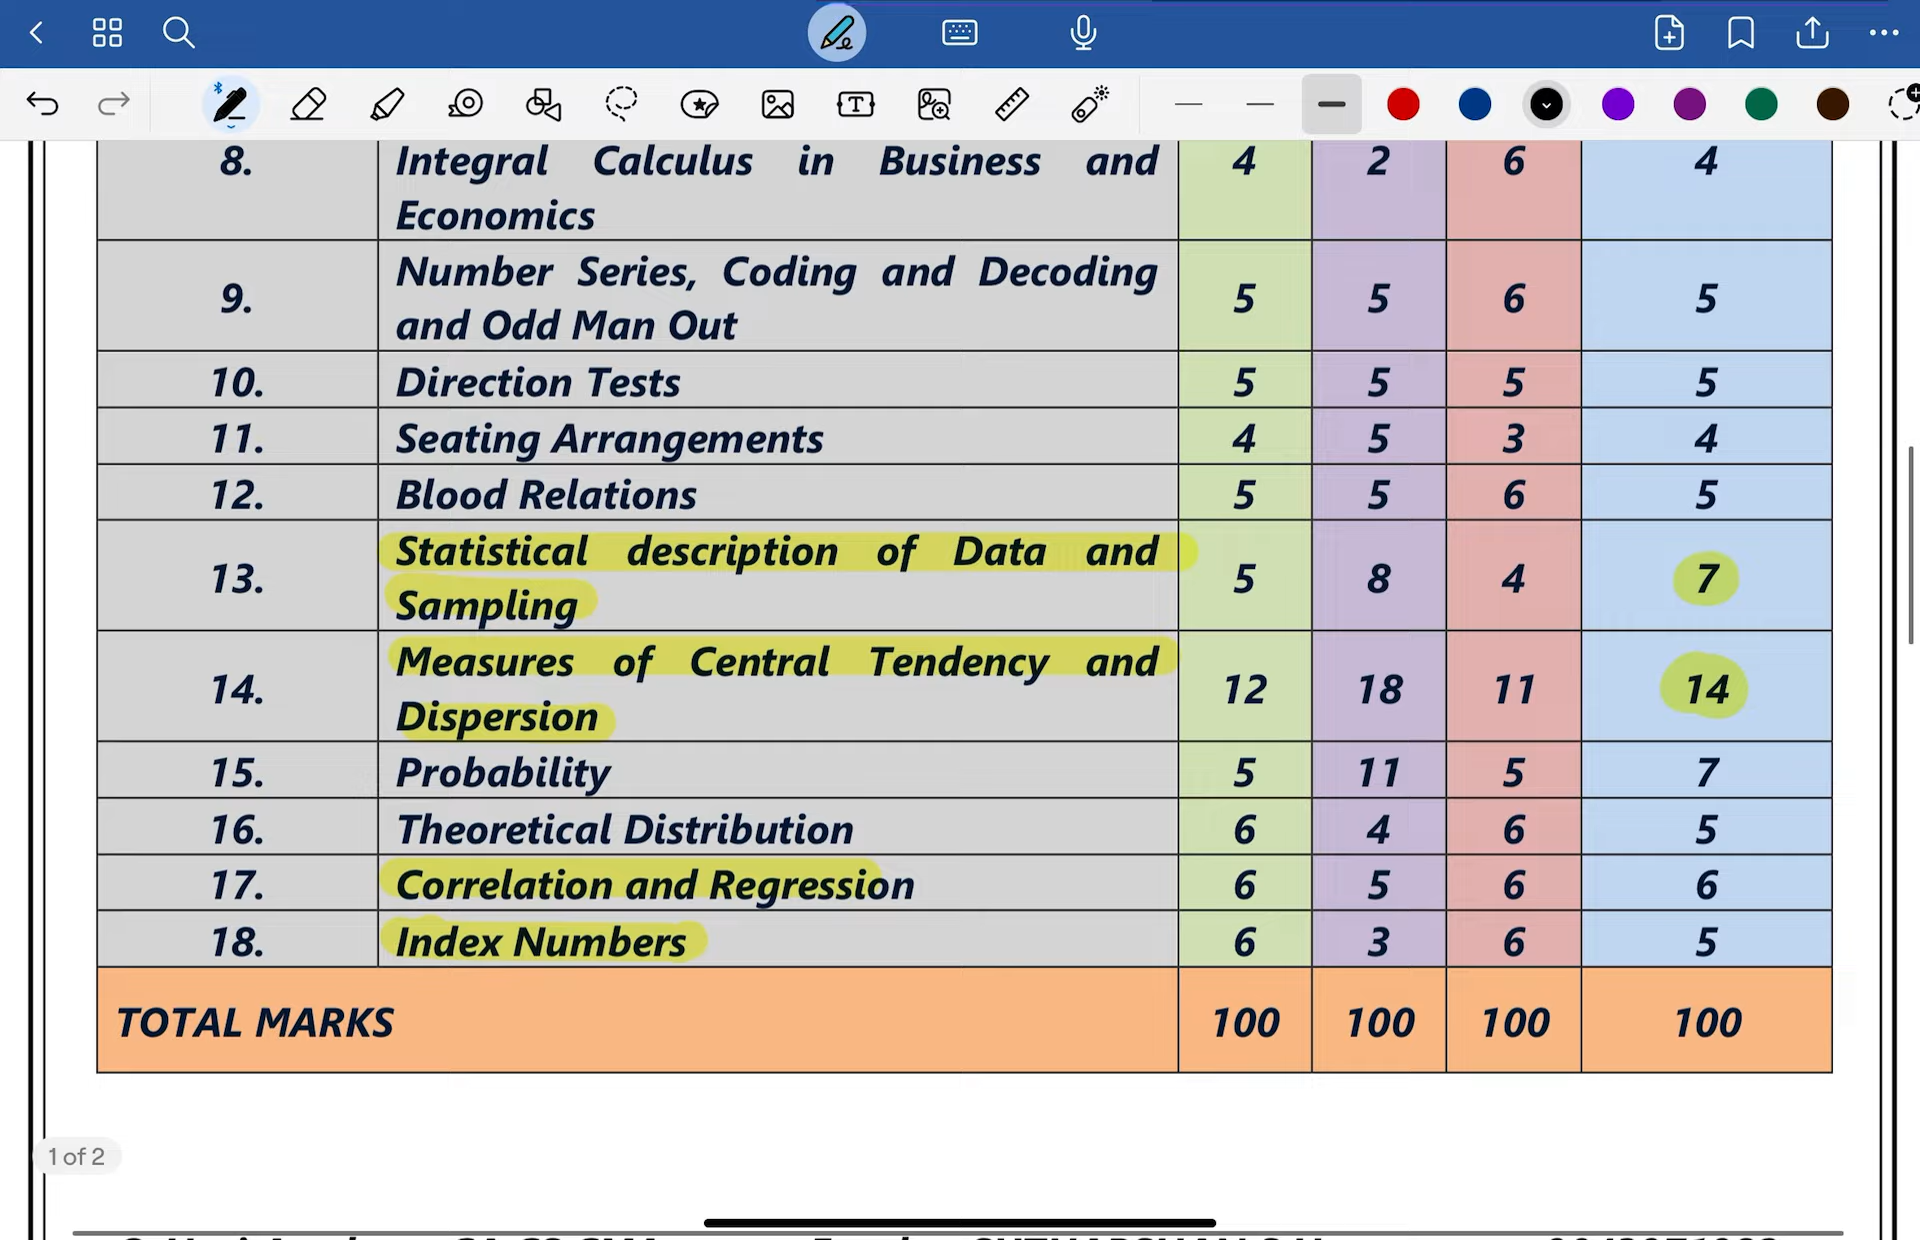 8. Integral Calculus in Business and 4 2 6 4
Economics
Number Series, Coding and Decoding
9. 5 5 6 5
and Odd Man Out
10. Direction Tests 5 5 5 5
11. Seating Arrangements 4 5 3 4
12. Blood Relations 5 5 6 5
Statistical description of Data and
13. 5 8 4 7
Sampling
Measures of Central Tendency and
14. 12 18 11 14
Dispersion
15. Probability 5 11 5 7
16. Theoretical Distribution 6 4 6 5
17. Correlation and Regression 6 5 6 6
18. Index Numbers 6 3 6 5
TOTAL MARKS 100 100 100 100
1 of 2